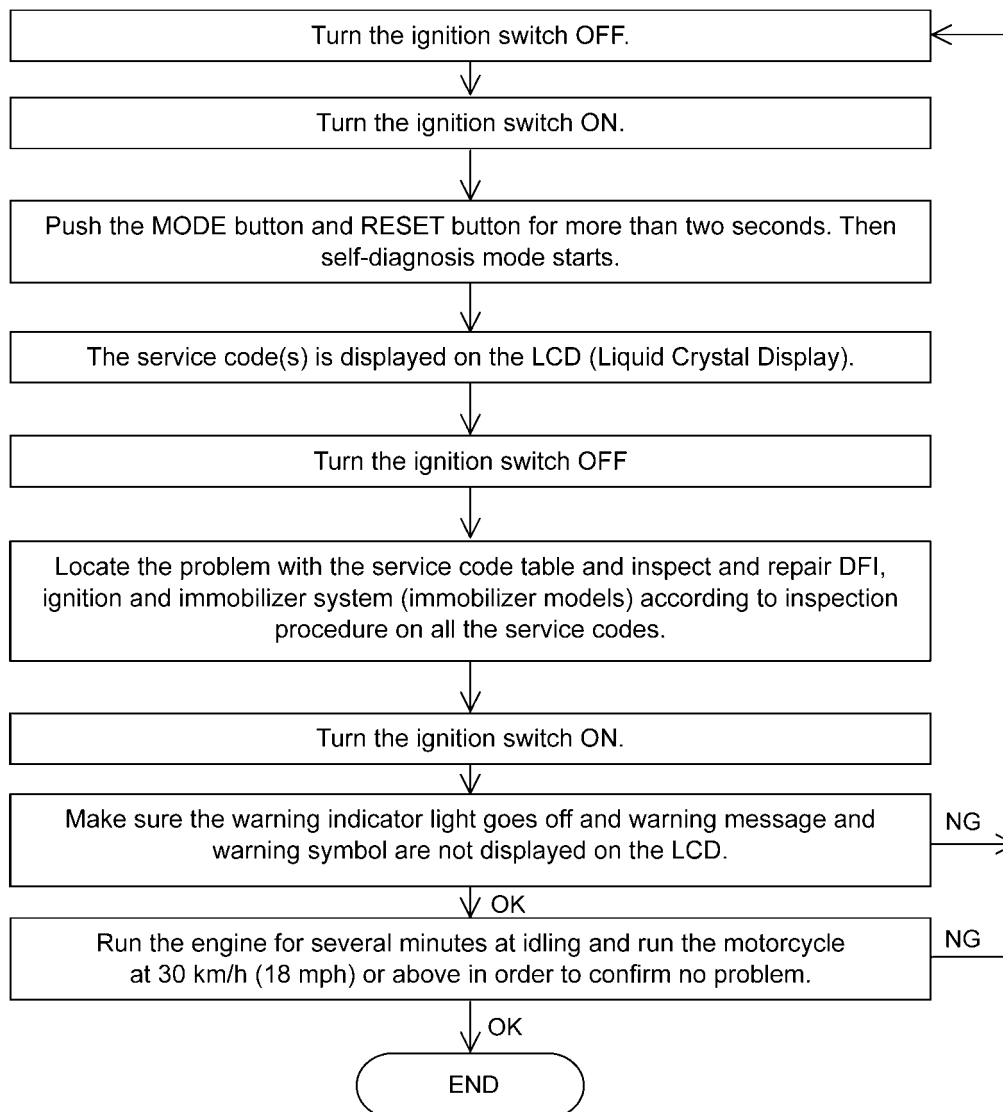 Turn the ignition switch OFF.
Turn the ignition switch ON.
Push the MODE button and RESET button for more than two seconds. Then
self-diagnosis mode starts.
The service code(s) is displayed on the LCD (Liquid Crystal Display).
Turn the ignition switch OFF
Locate the problem with the service code table and inspect and repair DFI,
ignition and immobilizer system (immobilizer models) according to inspection
procedure on all the service codes.
Turn the ignition switch ON.
Make sure the warning indicator light goes off and warning message and
warning symbol are not displayed on the LCD.
NG
OK
Run the engine for several minutes at idling and run the motorcycle
at 30 km/h (18 mph) or above in order to confirm no problem.
NG
OK
END